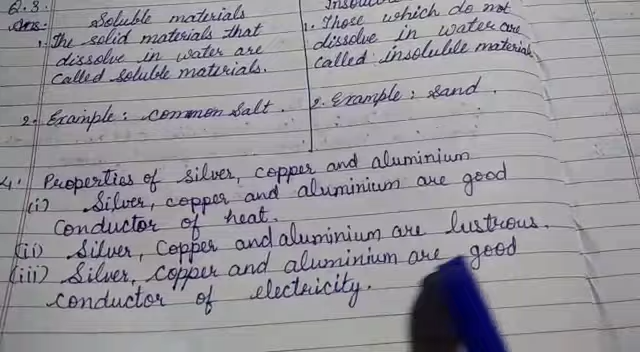 Q.3.
Ans:- Soluble materials
1. The solid materials that
dissolve in water are
called soluble materials.
2. Example: common salt.
1. Those which do not
dissolve in water are
called insoluble materials
2. Example: sand.
4. Properties of silver, copper and aluminium
(i) Silver, copper and aluminium are good
conductor of heat.
(ii) Silver, copper and aluminium are lustrous.
(iii) Silver, copper and aluminium are good
conductor of electricity.